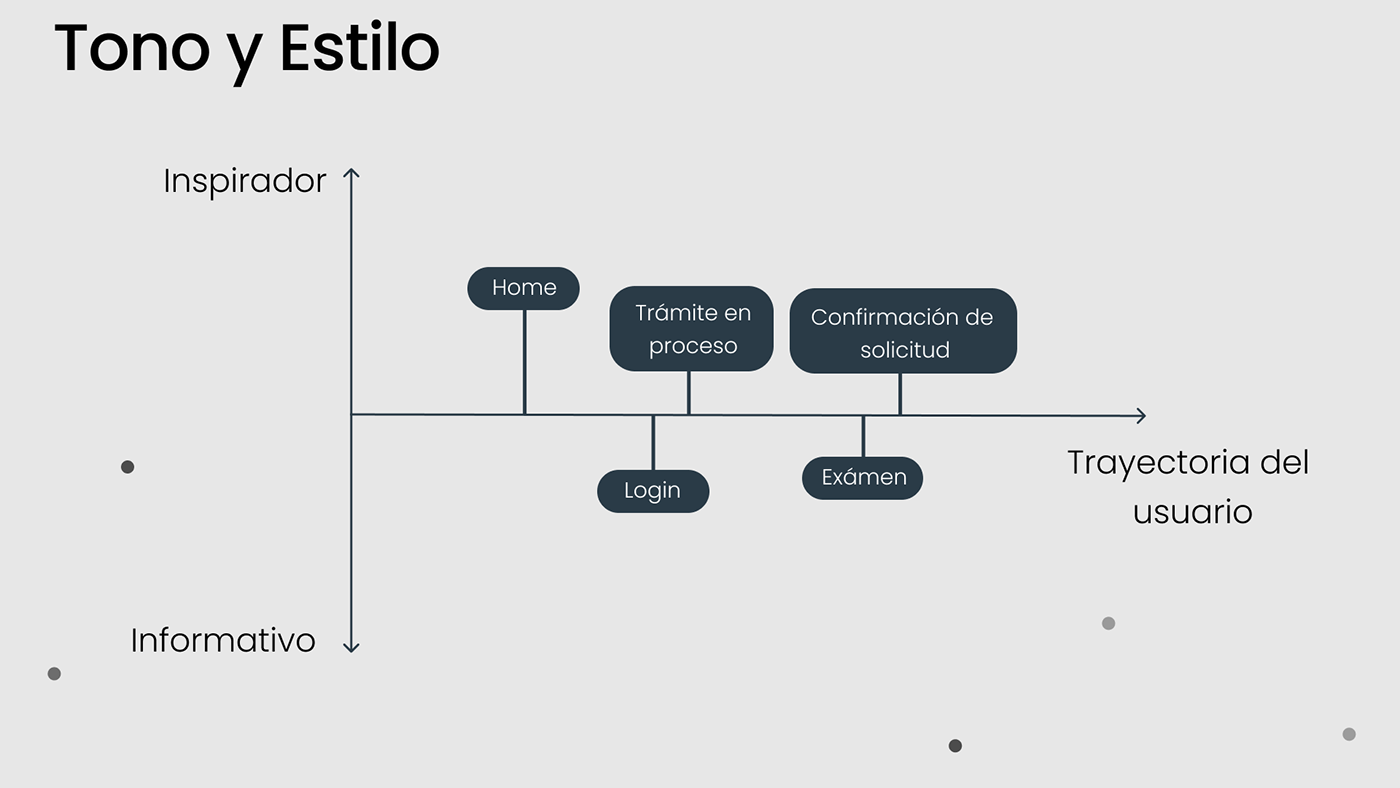 Tono y Estilo
Inspirador
Home
Trámite en
proceso
Confirmación de
solicitud
Login
Exámen
Trayectoria del
usuario
Informativo